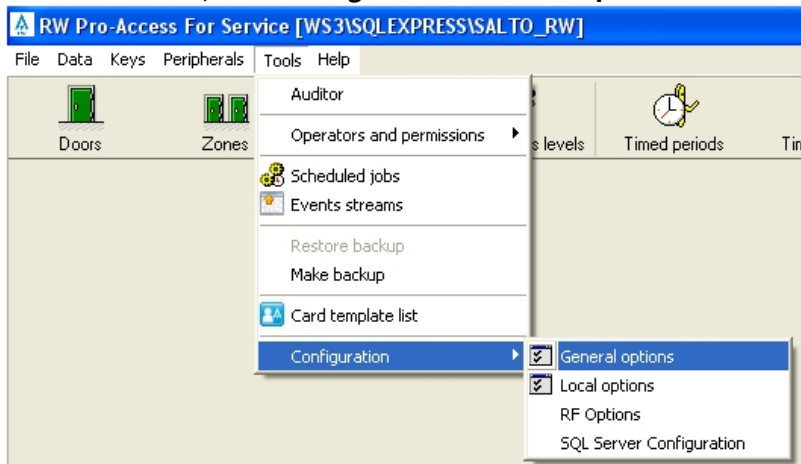 RW Pro-Access For Service [WS3\SQLEXPRESS\SALTO_RW]
File Data Keys Peripherals Tools Help
Doors
Zones
s levels
Timed periods
Auditor
Operators and permissions
Scheduled jobs
Events streams
Restore backup
Make backup
Card template list
Configuration
General options
Local options
RF Options
SQL Server Configuration